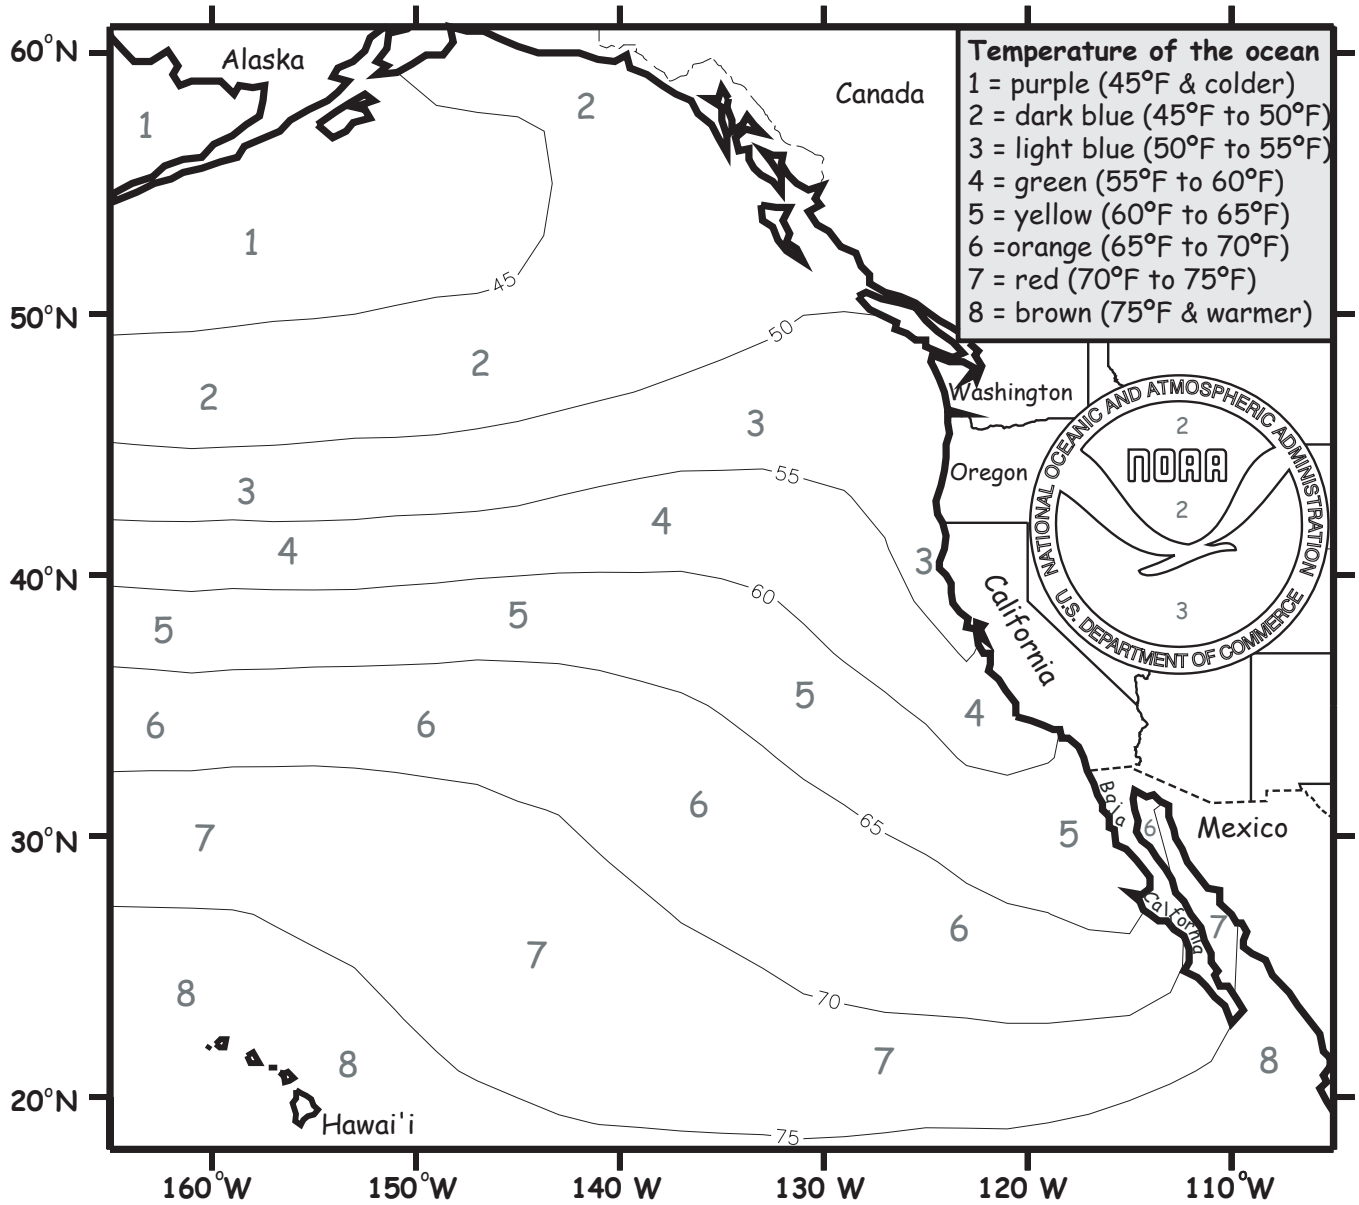 60°N
Alaska
Canada
Temperature of the ocean
1 = purple (45°F & colder)
2 = dark blue (45°F to 50°F)
3 = light blue (50°F to 55°F)
4 = green (55°F to 60°F)
5 = yellow (60°F to 65°F)
6 =orange (65°F to 70°F)
7 = red (70°F to 75°F)
8 = brown (75°F & warmer)
1
2
1
45
50°N
50
2
2
Washington
3
Oregon
55
3
4
4
3
40°N
60
5
5
California
NATIONAL OCEANIC AND ATMOSPHERIC ADMINISTRATION
2
NOAA
2
3
U.S. DEPARTMENT OF COMMERCE
5
4
6
6
6
65
7
30°N
5
Baja
California
6
Mexico
7
6
7
70
8
8
7
8
20°N
Hawai'i
75
160°W
150°W
140°W
130°W
120°W
110°W